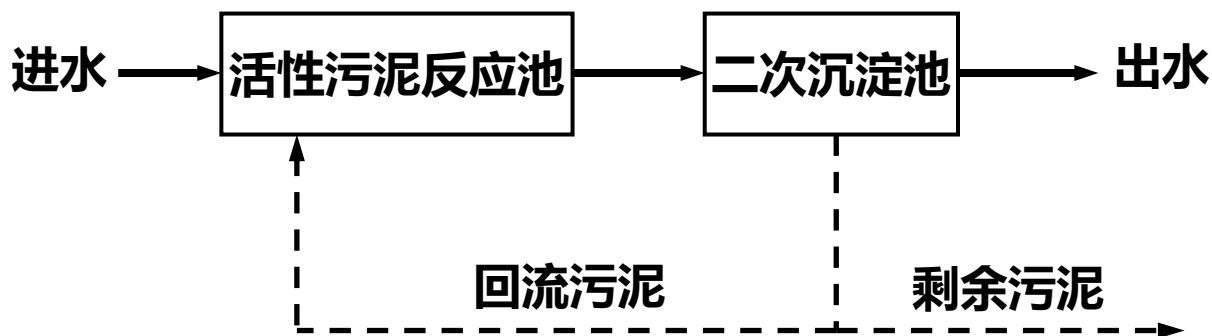 进水
活性污泥反应池
二次沉淀池
出水
回流污泥
剩余污泥